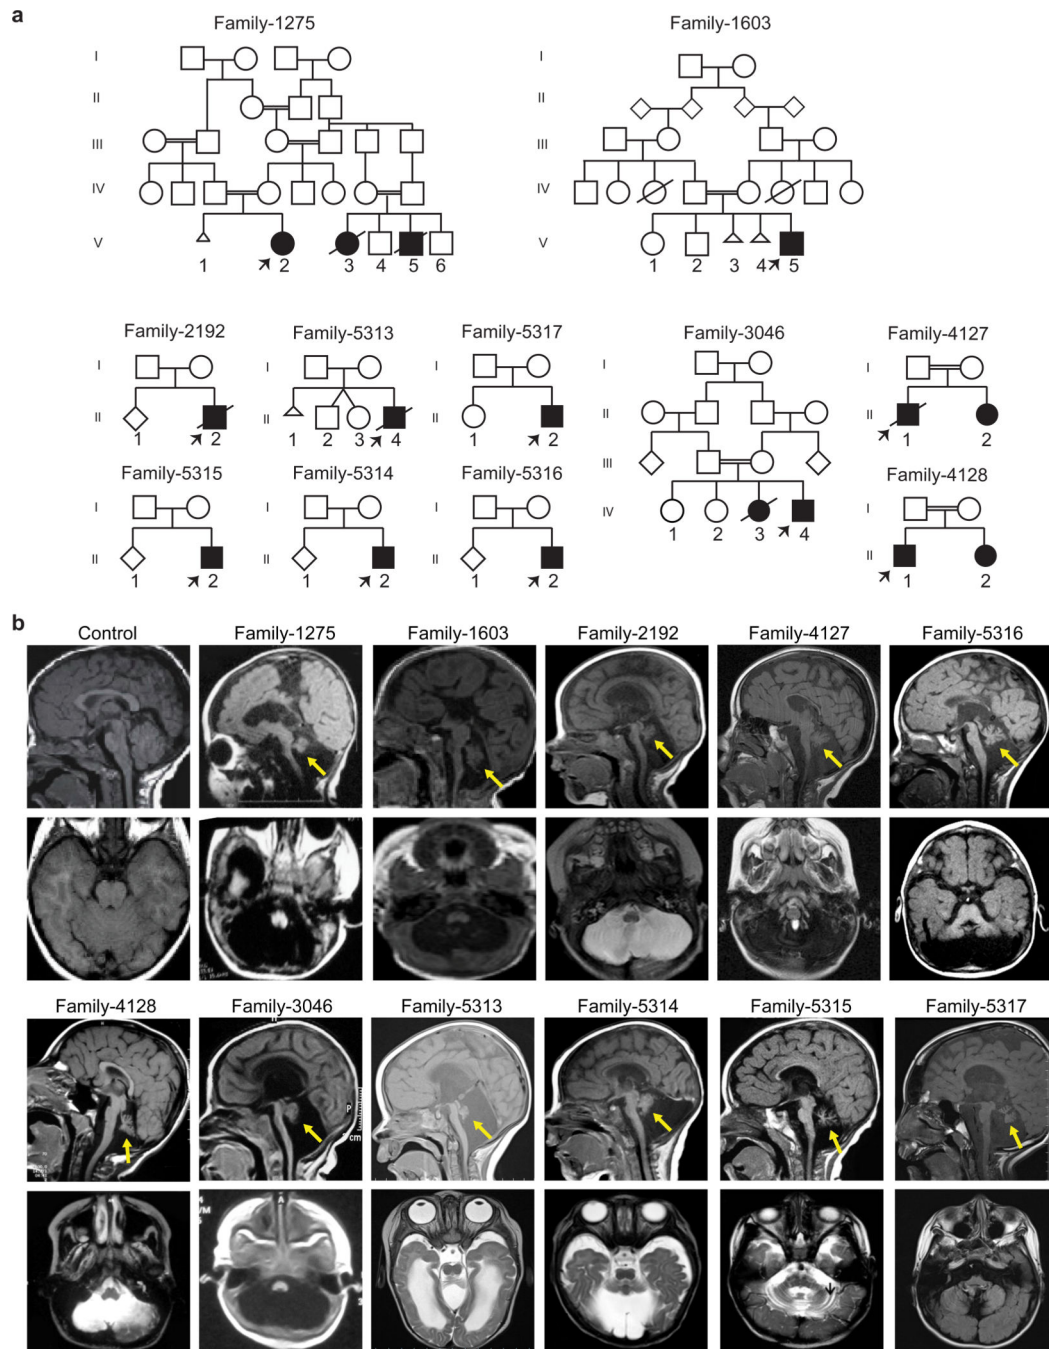 a
Family-1275
Family-1603
I
II
III
IV
V
1 2 3 4 5 6
I
II
III
IV
V
1 2 3 4 5
Family-2192
Family-5313
Family-5317
Family-3046
Family-4127
I
II
1 2
I
II
1 2 3 4
I
II
1 2
I
II
III
IV
1 2 3 4
I
II
1 2
Family-5315
Family-5314
Family-5316
Family-4128
I
II
1 2
I
II
1 2
I
II
1 2
I
II
1 2
b
Control
Family-1275
Family-1603
Family-2192
Family-4127
Family-5316
Family-4128
Family-3046
Family-5313
Family-5314
Family-5315
Family-5317
P
cm
A